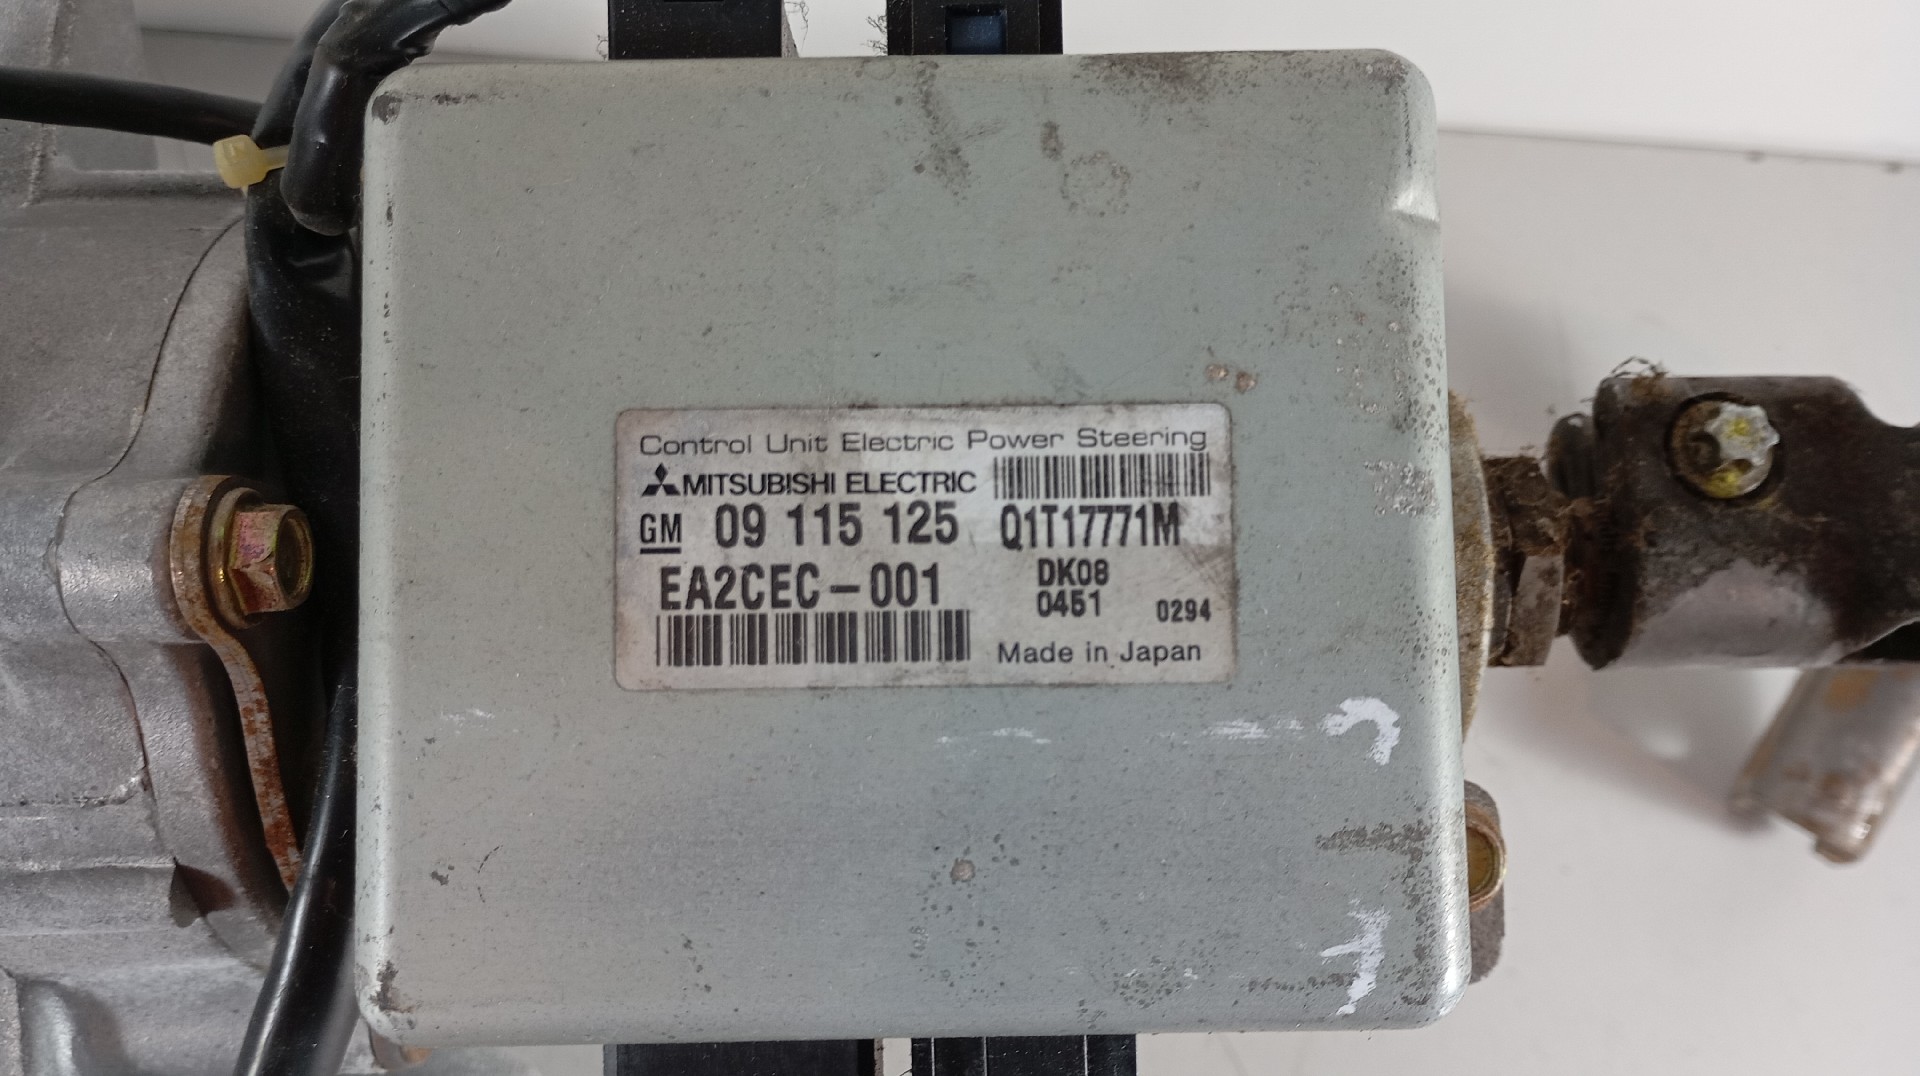 Control Unit Electric Power Steering
MITSUBISHI ELECTRIC
GM 09 115 125 Q1T17771M
EA2CEC-001 DK08
0451 0294
Made in Japan